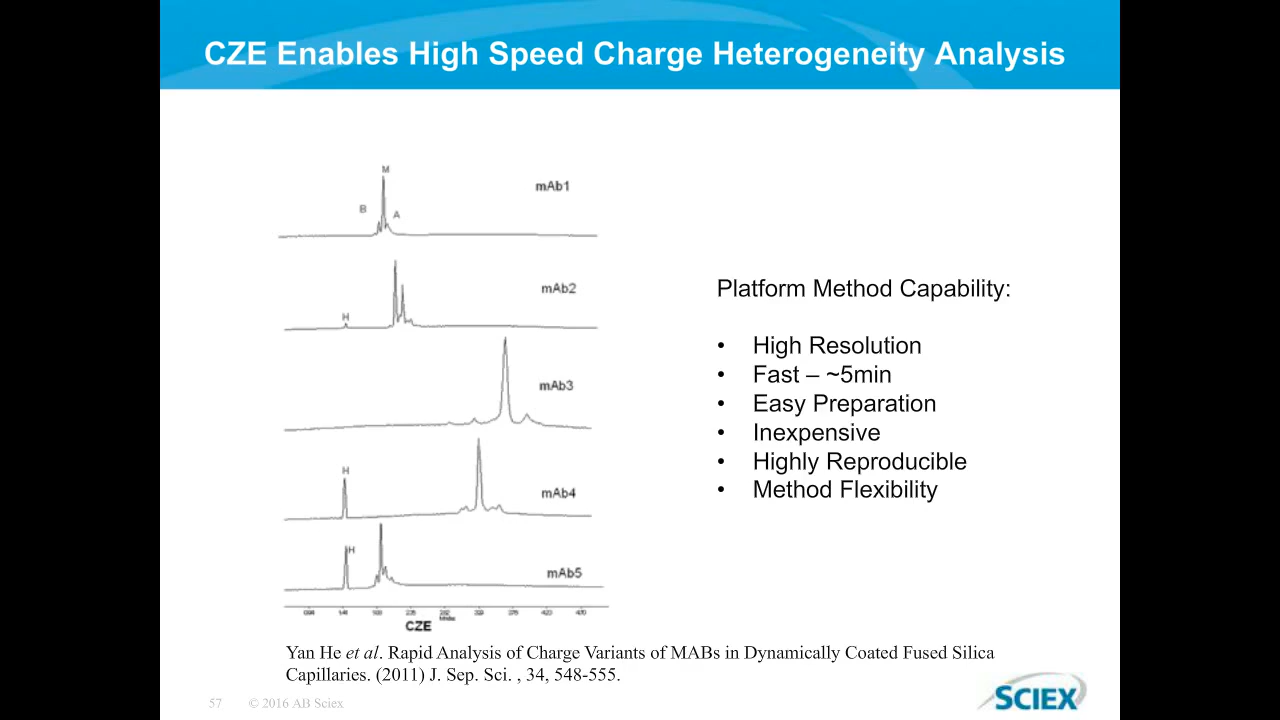 CZE Enables High Speed Charge Heterogeneity Analysis
M
B
A
mAb1
H
mAb2
mAb3
H
mAb4
H
mAb5
Minutes
CZE
Platform Method Capability:
• High Resolution
• Fast – ~5min
• Easy Preparation
• Inexpensive
• Highly Reproducible
• Method Flexibility
Yan He et al. Rapid Analysis of Charge Variants of MABs in Dynamically Coated Fused Silica
Capillaries. (2011) J. Sep. Sci. , 34, 548-555.
57 © 2016 AB Sciex
SCIEX